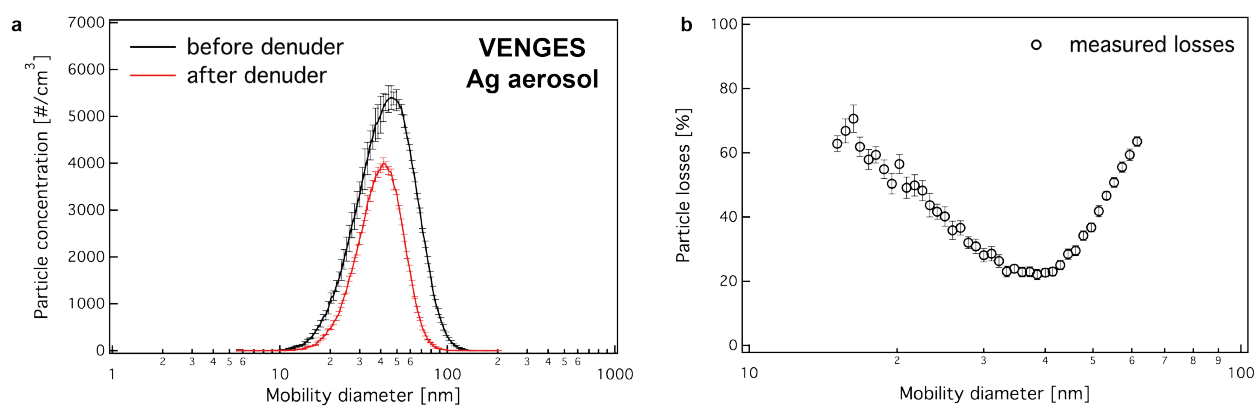 a
7000
6000
5000
4000
3000
2000
1000
0
Particle concentration [#/cm³]
before denuder
after denuder
VENGES
Ag aerosol
1 2 3 4 5 6 10 2 3 4 5 6 100 2 3 4 5 6 1000
Mobility diameter [nm]
b
100
80
60
40
20
0
Particle losses [%]
measured losses
10 2 3 4 5 6 7 8 9 100
Mobility diameter [nm]